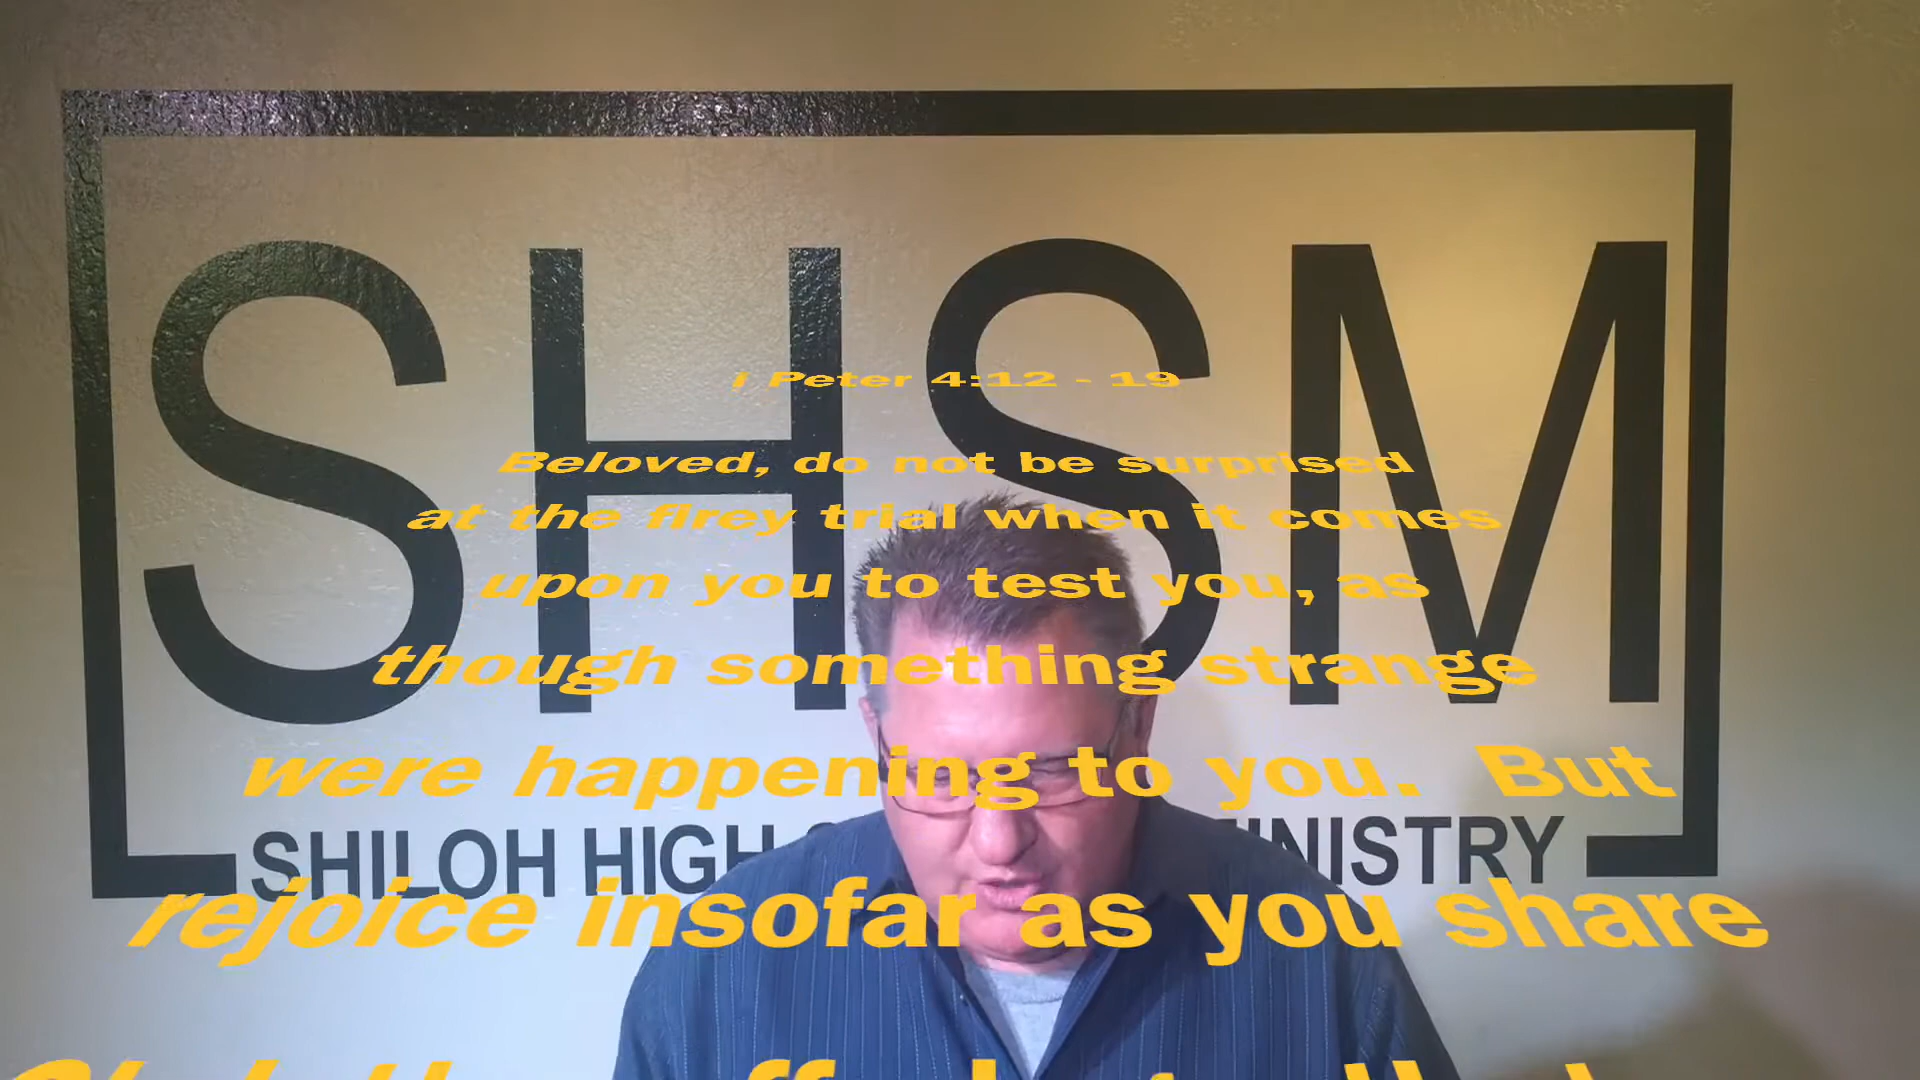 SHSM
I Peter 4:12 - 19
Beloved, do not be surprised
at the firey trial when it comes
upon you to test you, as
though something strange
were happening to you. But
SHILOH HIGH
rejoice insofar as you share